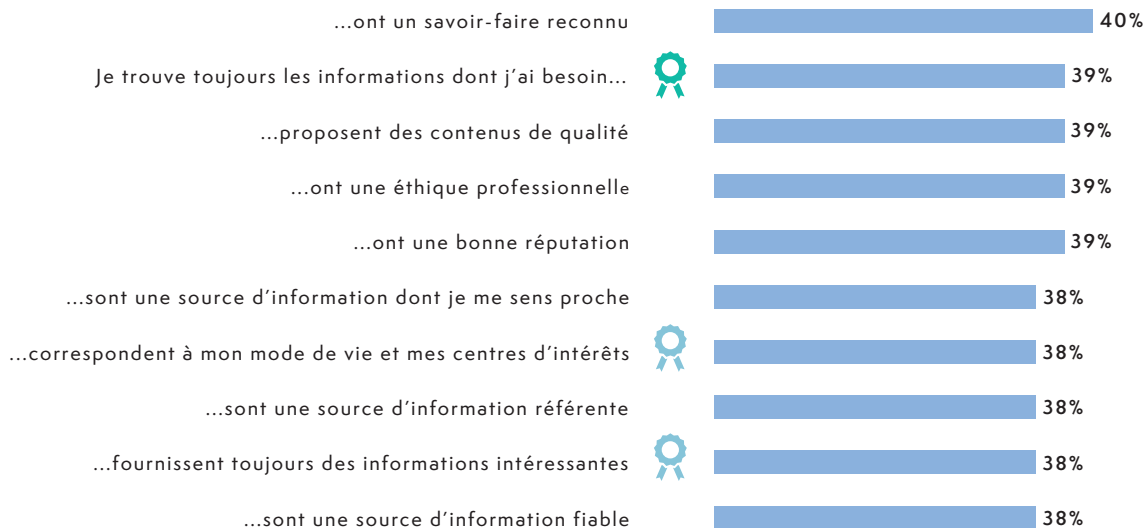 ...ont un savoir-faire reconnu 40%
Je trouve toujours les informations dont j'ai besoin... 39%
...proposent des contenus de qualité 39%
...ont une éthique professionnelle 39%
...ont une bonne réputation 39%
...sont une source d'information dont je me sens proche 38%
...correspondent à mon mode de vie et mes centres d'intérêts 38%
...sont une source d'information référente 38%
...fournissent toujours des informations intéressantes 38%
...sont une source d'information fiable 38%